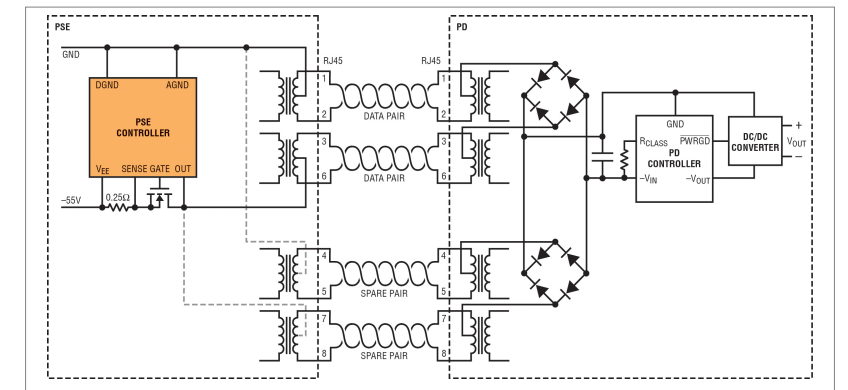 PSE
PD
GND
RJ45
RJ45
DGND
AGND
PSE
CONTROLLER
VEE SENSE GATE OUT
–55V
0.25Ω
1
1
2
2
DATA PAIR
3
3
6
6
DATA PAIR
4
4
5
5
SPARE PAIR
7
7
8
8
SPARE PAIR
GND
RCLASS
PWRGD
PD
CONTROLLER
–VIN
–VOUT
DC/DC
CONVERTER
+
VOUT
–